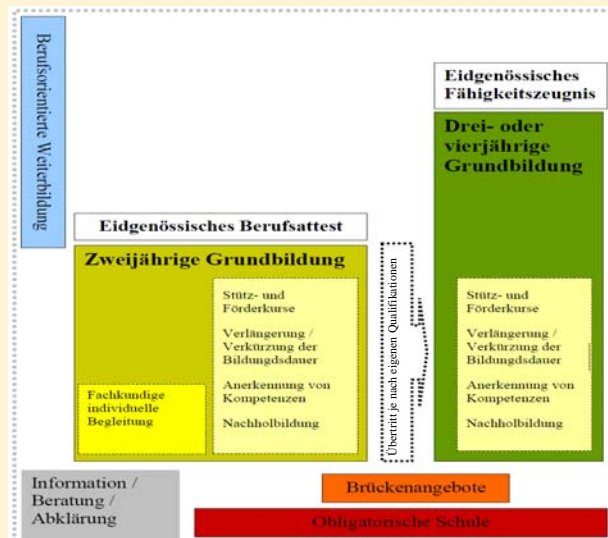 Berufsorientierte Weiterbildung
Eidgenössisches
Fähigkeitszeugnis
Drei- oder
vierjährige
Grundbildung
Eidgenössisches Berufsattest
Zweijährige Grundbildung
Stütz- und
Förderkurse
Verlängerung /
Verkürzung der
Bildungdsdauer
Anerkennung von
Kompetenzen
Nachholbildung
Fachkundige
individuelle
Begleitung
Übertritt je nach eigenen Qualifikationen
Stütz- und
Förderkurse
Verlängerung /
Verkürzung der
Bildungdsdauer
Anerkennung von
Kompetenzen
Nachholbildung
Information /
Beratung /
Abklärung
Brückenangebote
Obligatorische Schule